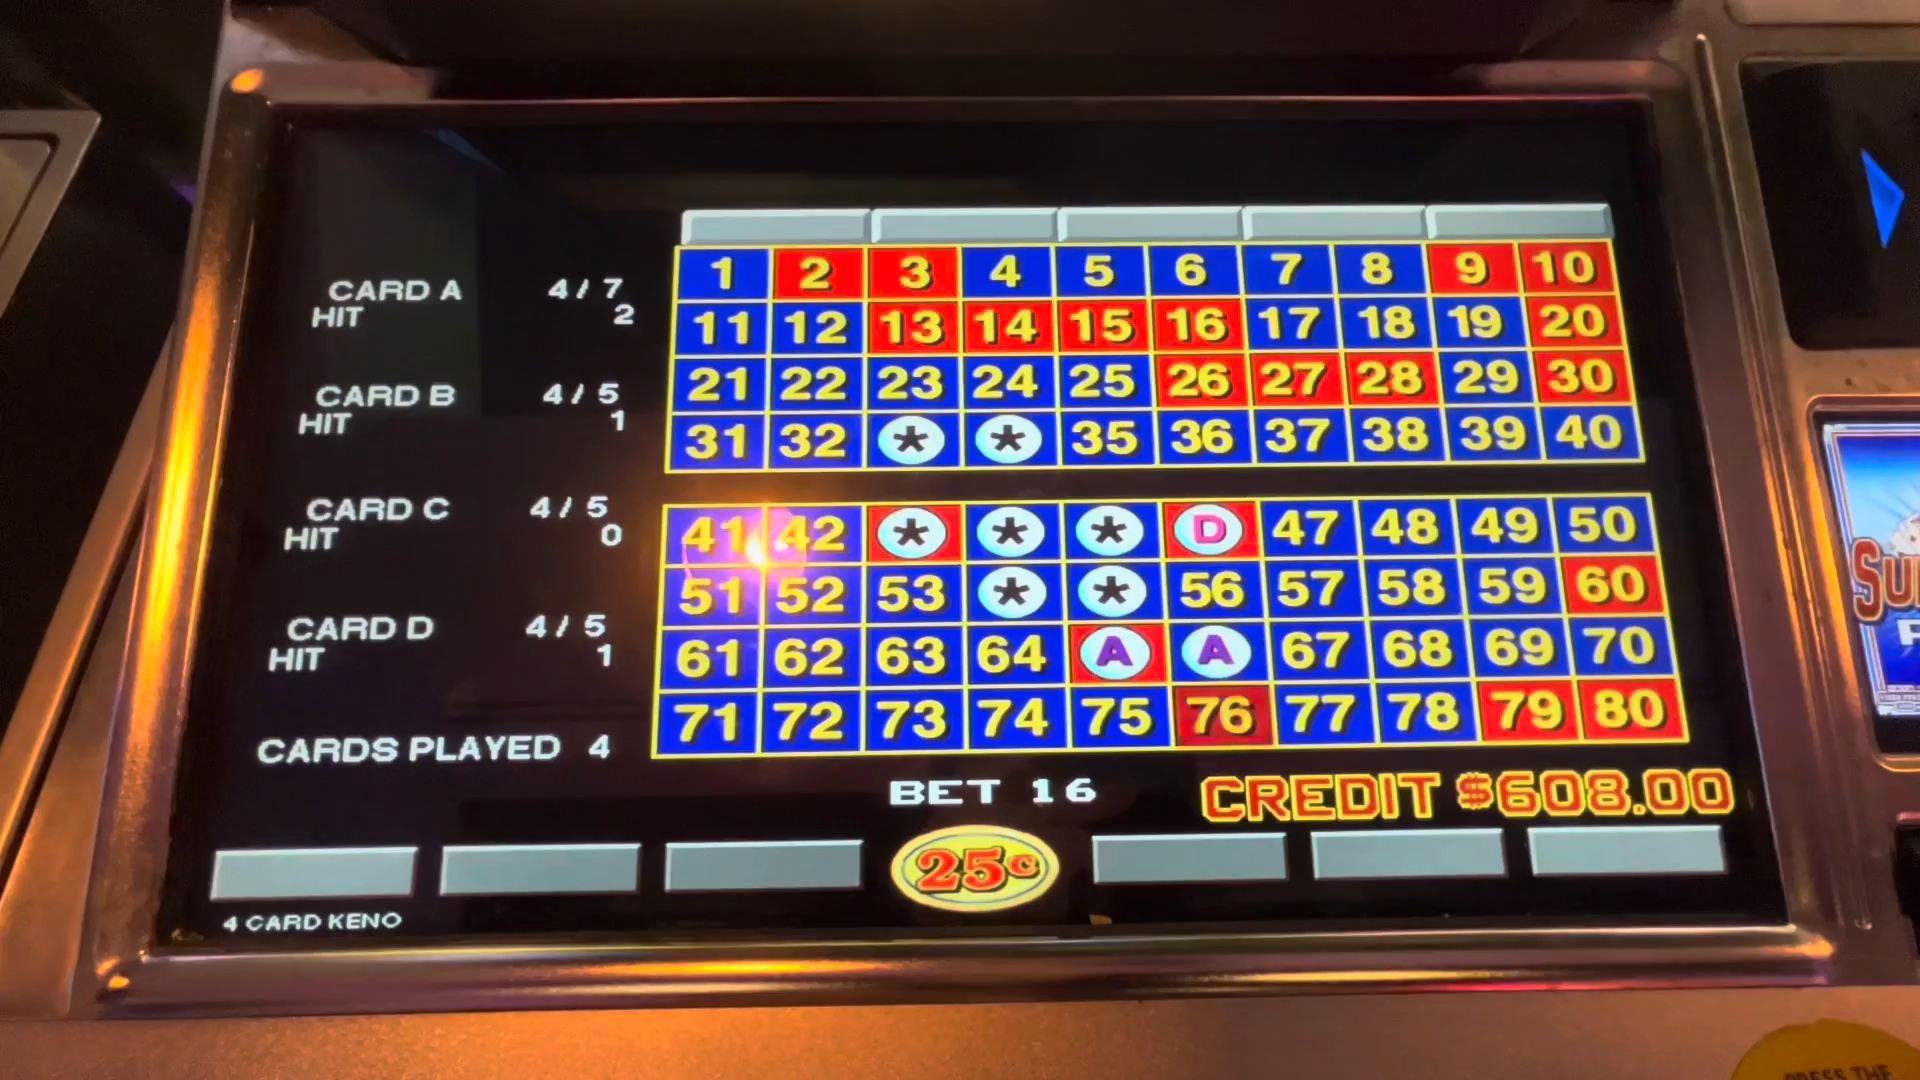 CARD A 4/7
HIT 2
CARD B 4/5
HIT 1
CARD C 4/5
HIT 0
CARD D 4/5
HIT 1
CARDS PLAYED 4
1 2 3 4 5 6 7 8 9 10
11 12 13 14 15 16 17 18 19 20
21 22 23 24 25 26 27 28 29 30
31 32 * * 35 36 37 38 39 40
41 42 * * * D 47 48 49 50
51 52 53 * * 56 57 58 59 60
61 62 63 64 A A 67 68 69 70
71 72 73 74 75 76 77 78 79 80
BET 16 CREDIT $608.00
25¢
4 CARD KENO
PRESS THE